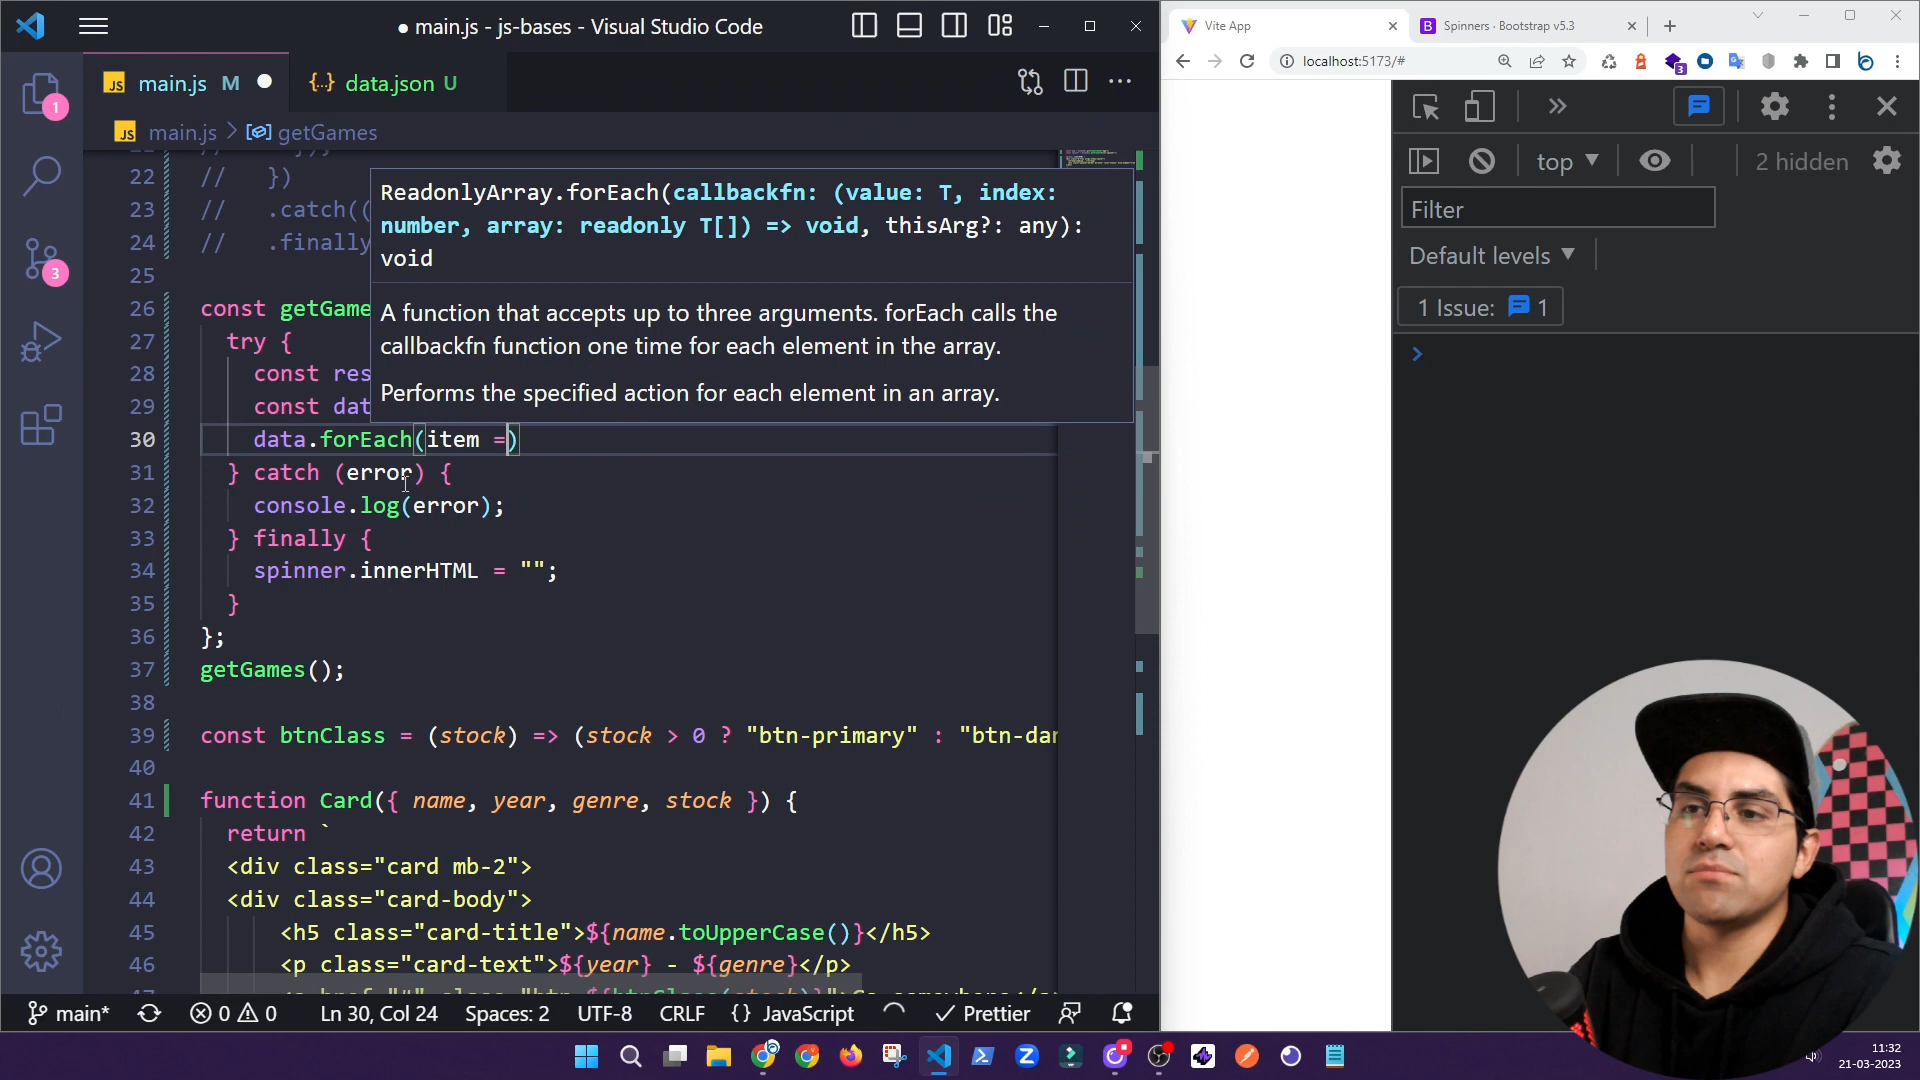 ● main.js - js-bases - Visual Studio Code
JS main.js M ●
{..} data.json U
JS main.js > getGames
22 // })
23 // .catch((
24 // .finally
25
26 const getGame
27 try {
28 const res
29 const dat
30 data.forEach(item =)
31 } catch (error) {
32 console.log(error);
33 } finally {
34 spinner.innerHTML = "";
35 }
36 };
37 getGames();
38
39 const btnClass = (stock) => (stock > 0 ? "btn-primary" : "btn-dan
40
41 function Card({ name, year, genre, stock }) {
42 return `
43 <div class="card mb-2">
44 <div class="card-body">
45 <h5 class="card-title">${name.toUpperCase()}</h5>
46 <p class="card-text">${year} - ${genre}</p>
ReadonlyArray.forEach(callbackfn: (value: T, index:
number, array: readonly T[]) => void, thisArg?: any):
void
A function that accepts up to three arguments. forEach calls the
callbackfn function one time for each element in the array.
Performs the specified action for each element in an array.
1
3
main*
0 0
Ln 30, Col 24
Spaces: 2
UTF-8
CRLF
{} JavaScript
Prettier
Vite App
B Spinners · Bootstrap v5.3
localhost:5173/#
3
top
2 hidden
Filter
Default levels
1 Issue: 1
>
11:32
21-03-2023